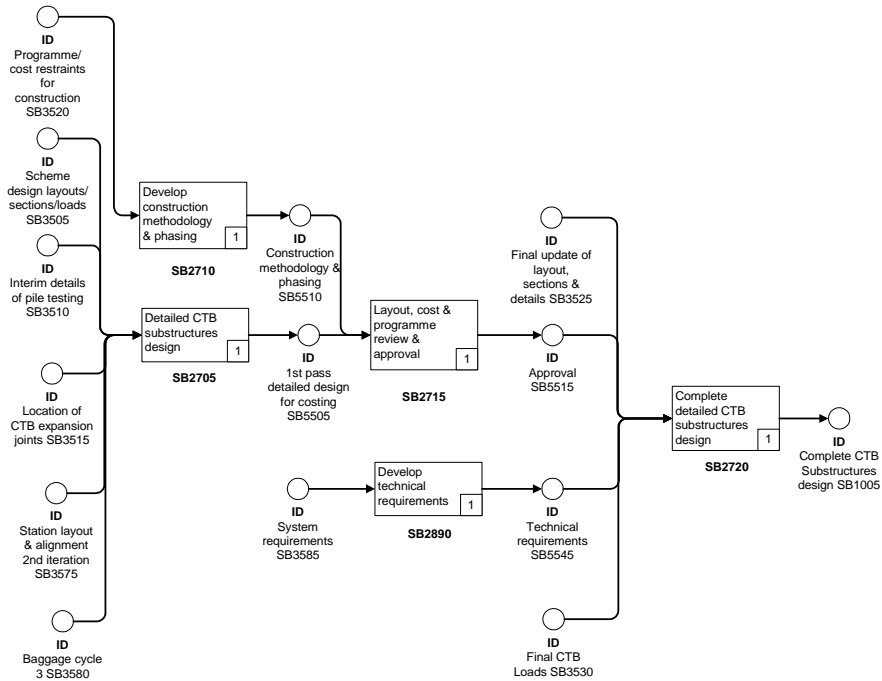 ID
Programme/
cost restraints
for
construction
SB3520
ID
Scheme
design layouts/
sections/loads
SB3505
ID
Interim details
of pile testing
SB3510
ID
Location of
CTB expansion
joints SB3515
ID
Station layout
& alignment
2nd iteration
SB3575
ID
Baggage cycle
3 SB3580
Develop
construction
methodology
& phasing
1
SB2710
Detailed CTB
substructures
design
1
SB2705
ID
Construction
methodology &
phasing
SB5510
ID
1st pass
detailed design
for costing
SB5505
ID
System
requirements
SB3585
Layout, cost &
programme
review &
approval
1
SB2715
Develop
technical
requirements
1
SB2890
ID
Final update of
layout,
sections &
details SB3525
ID
Approval
SB5515
ID
Technical
requirements
SB5545
ID
Final CTB
Loads SB3530
Complete
detailed CTB
substructures
design
1
SB2720
ID
Complete CTB
Substructures
design SB1005